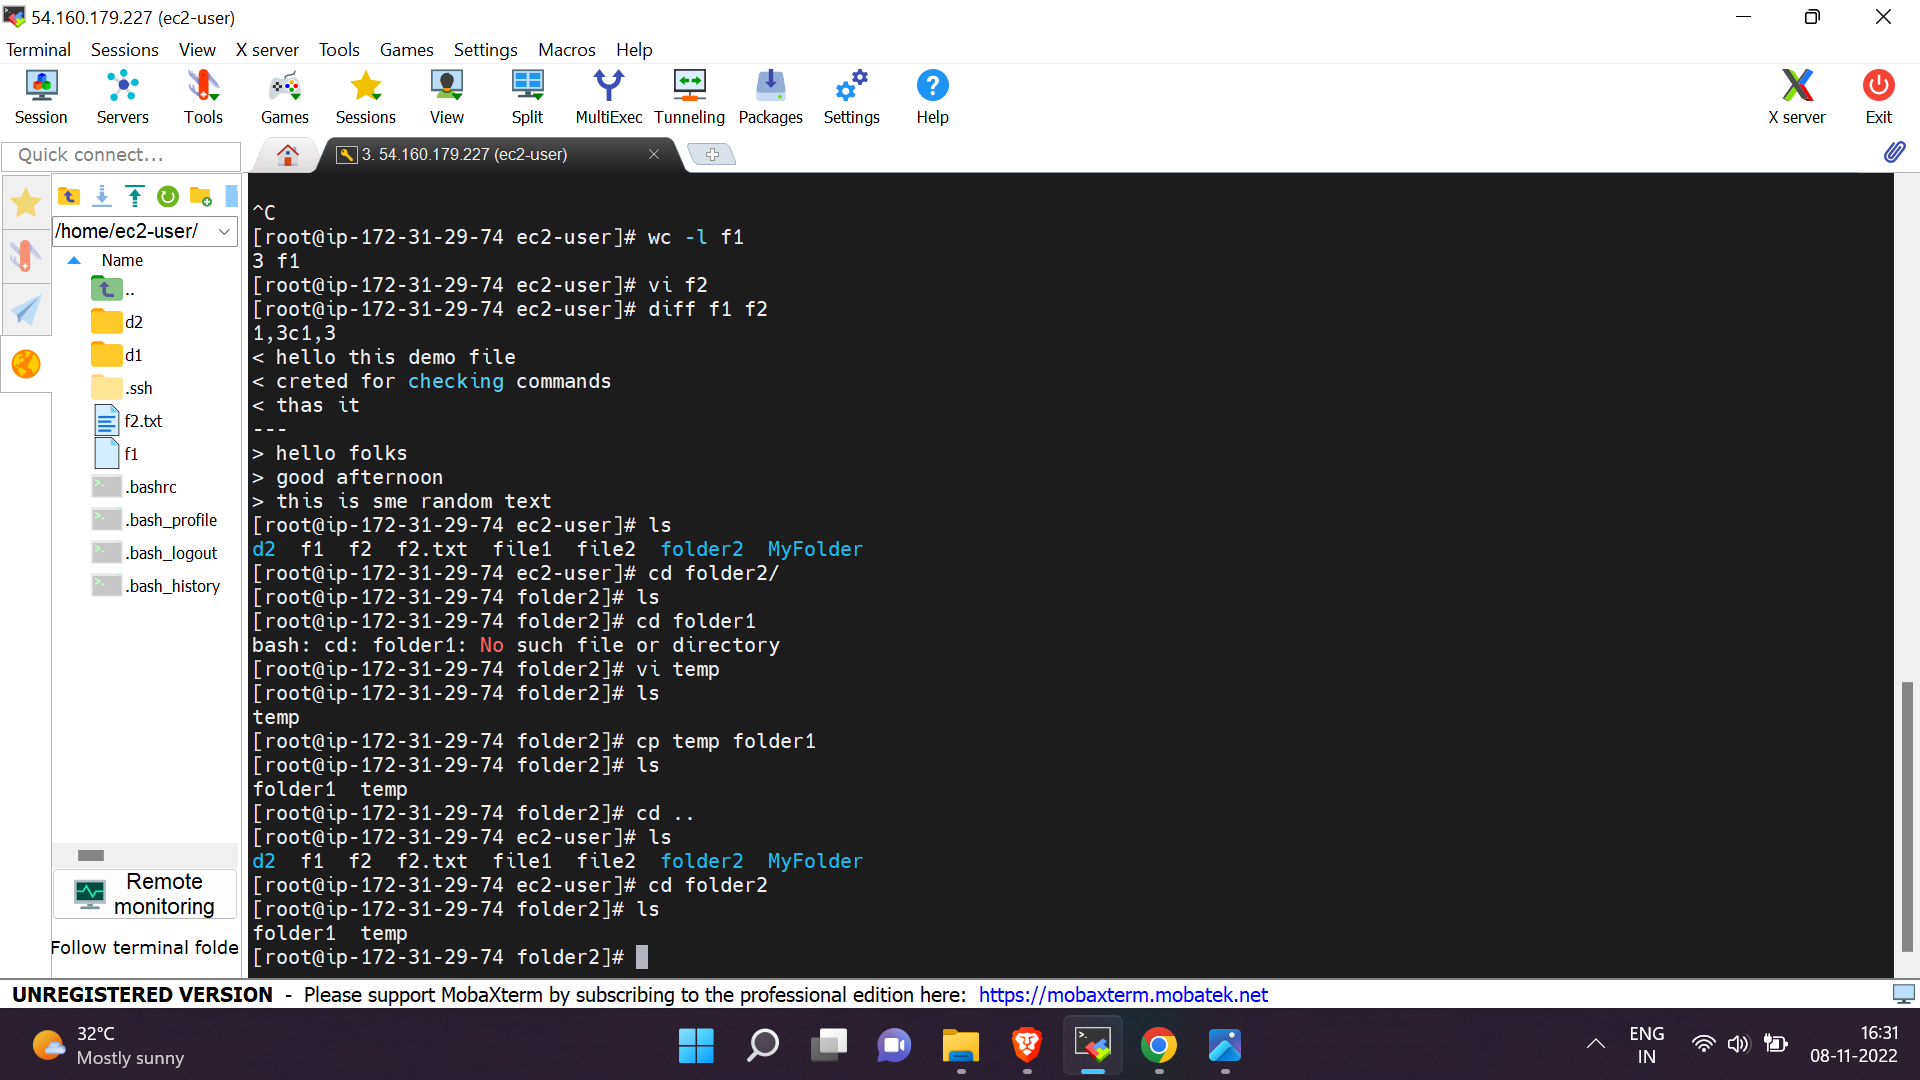 54.160.179.227 (ec2-user)
Terminal Sessions View X server Tools Games Settings Macros Help
Session Servers Tools Games Sessions View Split MultiExec Tunneling Packages Settings Help X server Exit
Quick connect...
3. 54.160.179.227 (ec2-user)
/home/ec2-user/
Name
..
d2
d1
.ssh
f2.txt
f1
.bashrc
.bash_profile
.bash_logout
.bash_history
Remote
monitoring
Follow terminal folde
^C
[root@ip-172-31-29-74 ec2-user]# wc -l f1
3 f1
[root@ip-172-31-29-74 ec2-user]# vi f2
[root@ip-172-31-29-74 ec2-user]# diff f1 f2
1,3c1,3
< hello this demo file
< creted for checking commands
< thas it
---
> hello folks
> good afternoon
> this is sme random text
[root@ip-172-31-29-74 ec2-user]# ls
d2 f1 f2 f2.txt file1 file2 folder2 MyFolder
[root@ip-172-31-29-74 ec2-user]# cd folder2/
[root@ip-172-31-29-74 folder2]# ls
[root@ip-172-31-29-74 folder2]# cd folder1
bash: cd: folder1: No such file or directory
[root@ip-172-31-29-74 folder2]# vi temp
[root@ip-172-31-29-74 folder2]# ls
temp
[root@ip-172-31-29-74 folder2]# cp temp folder1
[root@ip-172-31-29-74 folder2]# ls
folder1 temp
[root@ip-172-31-29-74 folder2]# cd ..
[root@ip-172-31-29-74 ec2-user]# ls
d2 f1 f2 f2.txt file1 file2 folder2 MyFolder
[root@ip-172-31-29-74 ec2-user]# cd folder2
[root@ip-172-31-29-74 folder2]# ls
folder1 temp
[root@ip-172-31-29-74 folder2]#
UNREGISTERED VERSION - Please support MobaXterm by subscribing to the professional edition here: https://mobaxterm.mobatek.net
32°C
Mostly sunny
ENG
IN
16:31
08-11-2022